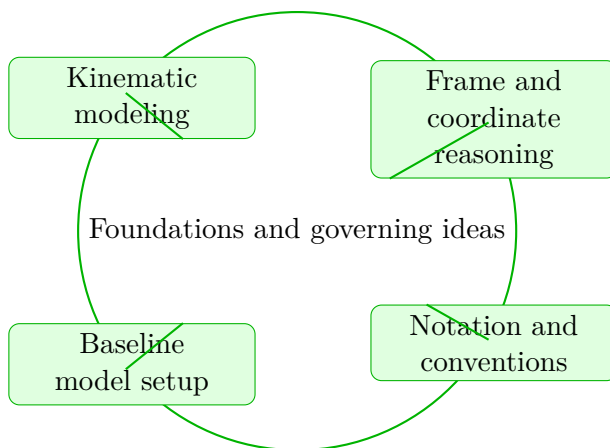 Kinematic
modeling
Frame and
coordinate
reasoning
Foundations and governing ideas
Baseline
model setup
Notation and
conventions